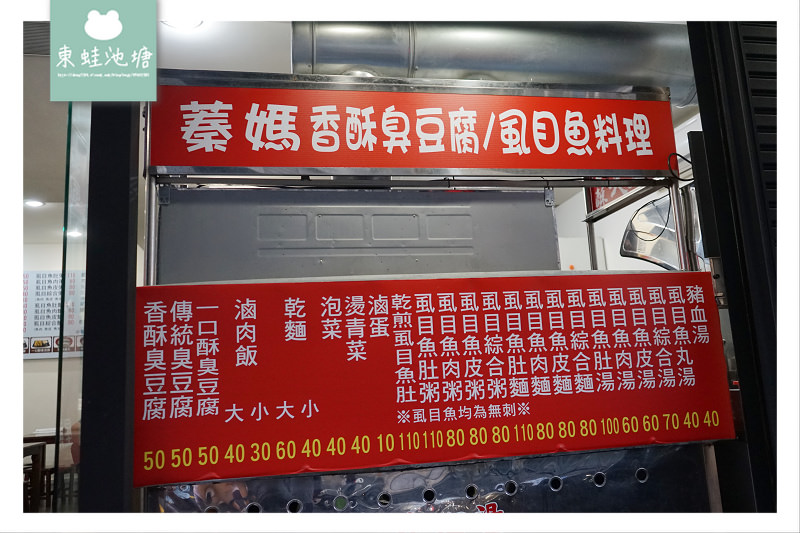 東蛙池塘
蓁媽香酥臭豆腐/虱目魚料理
豬血湯
虱目魚丸湯
虱目魚綜合湯
虱目魚皮湯
虱目魚肉湯
虱目魚肚湯
虱目魚綜合麵
虱目魚皮麵
虱目魚肉麵
虱目魚肚麵
虱目魚綜合粥
虱目魚皮粥
虱目魚肉粥
虱目魚肚粥
乾煎虱目魚肚
滷蛋
燙青菜
泡菜
乾麵 大 小
滷肉飯 大 小
一口酥臭豆腐
傳統臭豆腐
香酥臭豆腐
※虱目魚均為無刺※
50 50 50 40 30 60 40 40 40 10 110 110 80 80 80 110 80 80 80 100 60 60 70 40 40